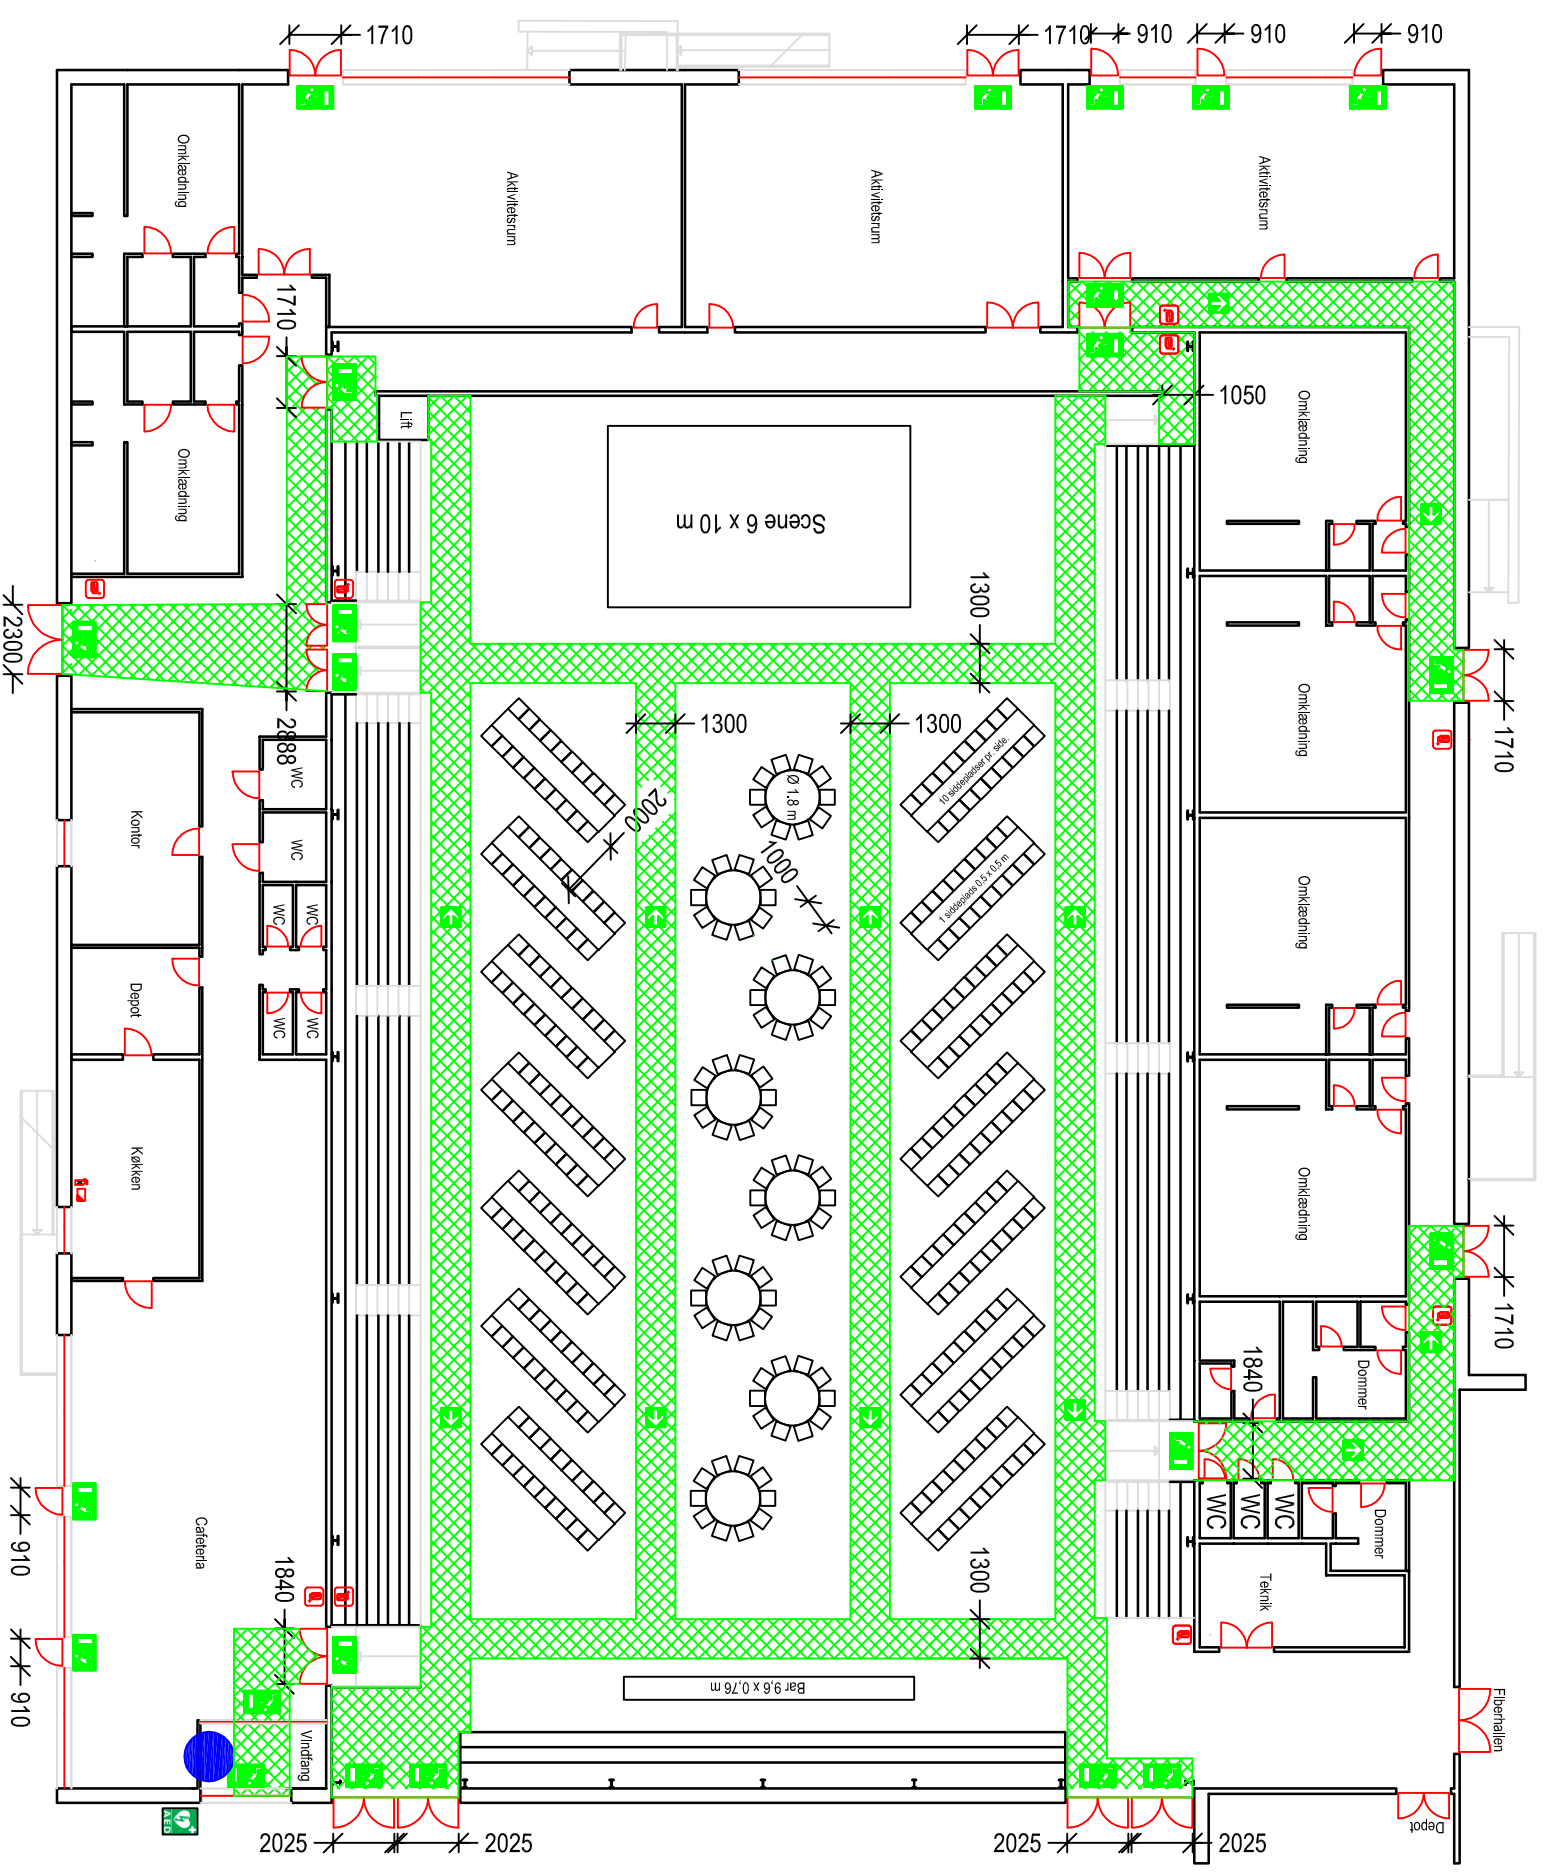 1710
1710
910
910
910
Omklædning
Aktivitetsrum
Aktivitetsrum
Aktivitetsrum
1710
Lift
1050
Omklædning
Omklædning
Scene 6 x 10 m
1300
2300
2888
1300
1300
Omklædning
1710
WC
Ø 1.8 m
10 siddepladser pr. side.
Kontor
WC
2000
1000
1 siddeplads 0,5 x 0,5 m
Omklædning
WC
WC
Depot
WC
WC
Køkken
Omklædning
1710
1840
Dommer
Cafeteria
910
WC
WC
WC
Dommer
1840
1300
Teknik
910
Bar 9,6 x 0,76 m
Fiberhallen
Vindfang
AED
Depot
2025
2025
2025
2025